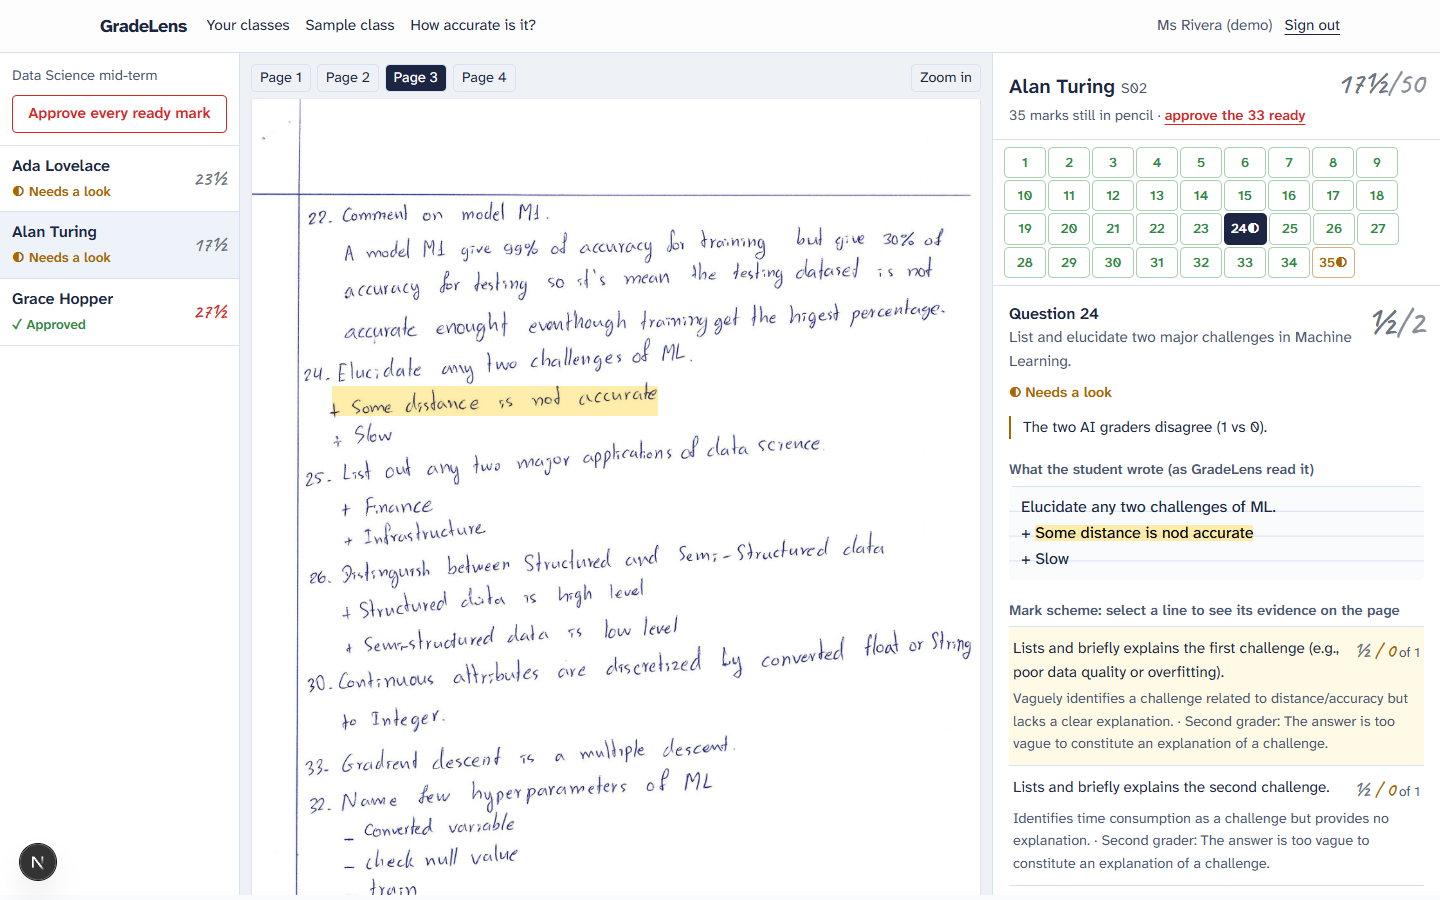 GradeLens Your classes Sample class How accurate is it? Ms Rivera (demo) Sign out
Data Science mid-term
Approve every ready mark
Ada Lovelace
Needs a look
23½
Alan Turing
Needs a look
17½
Grace Hopper
✓ Approved
27½
N
Page 1 Page 2 Page 3 Page 4 Zoom in
22. Comment on model M1.
A model M1 give 99% of accuracy for training but give 30% of
accuracy for testing so it's mean the testing dataset is not
accurate enought eventhough training get the higest percentage.
24. Elucidate any two challenges of ML.
+ Some distance is nod accurate
+ Slow
25. List out any two major applications of data science
+ Finance
+ Infrastructure
26. Distinguish between Structured and Semi-Structured data
+ Structured data is high level
+ Semi-structured data is low level
30. Continuous attributes are discretized by converted float or String
to Integer.
33. Gradient descent is a multiple descent.
32. Name few hyperparameters of ML
– Converted variable
– check null value
– train
Alan Turing S02
17½/50
35 marks still in pencil · approve the 33 ready
1 2 3 4 5 6 7 8 9
10 11 12 13 14 15 16 17 18
19 20 21 22 23 24 25 26 27
28 29 30 31 32 33 34 35
Question 24
½/2
List and elucidate two major challenges in Machine
Learning.
Needs a look
The two AI graders disagree (1 vs 0).
What the student wrote (as GradeLens read it)
Elucidate any two challenges of ML.
+ Some distance is nod accurate
+ Slow
Mark scheme: select a line to see its evidence on the page
Lists and briefly explains the first challenge (e.g., ½ / 0 of 1
poor data quality or overfitting).
Vaguely identifies a challenge related to distance/accuracy but
lacks a clear explanation. · Second grader: The answer is too
vague to constitute an explanation of a challenge.
Lists and briefly explains the second challenge. ½ / 0 of 1
Identifies time consumption as a challenge but provides no
explanation. · Second grader: The answer is too vague to
constitute an explanation of a challenge.